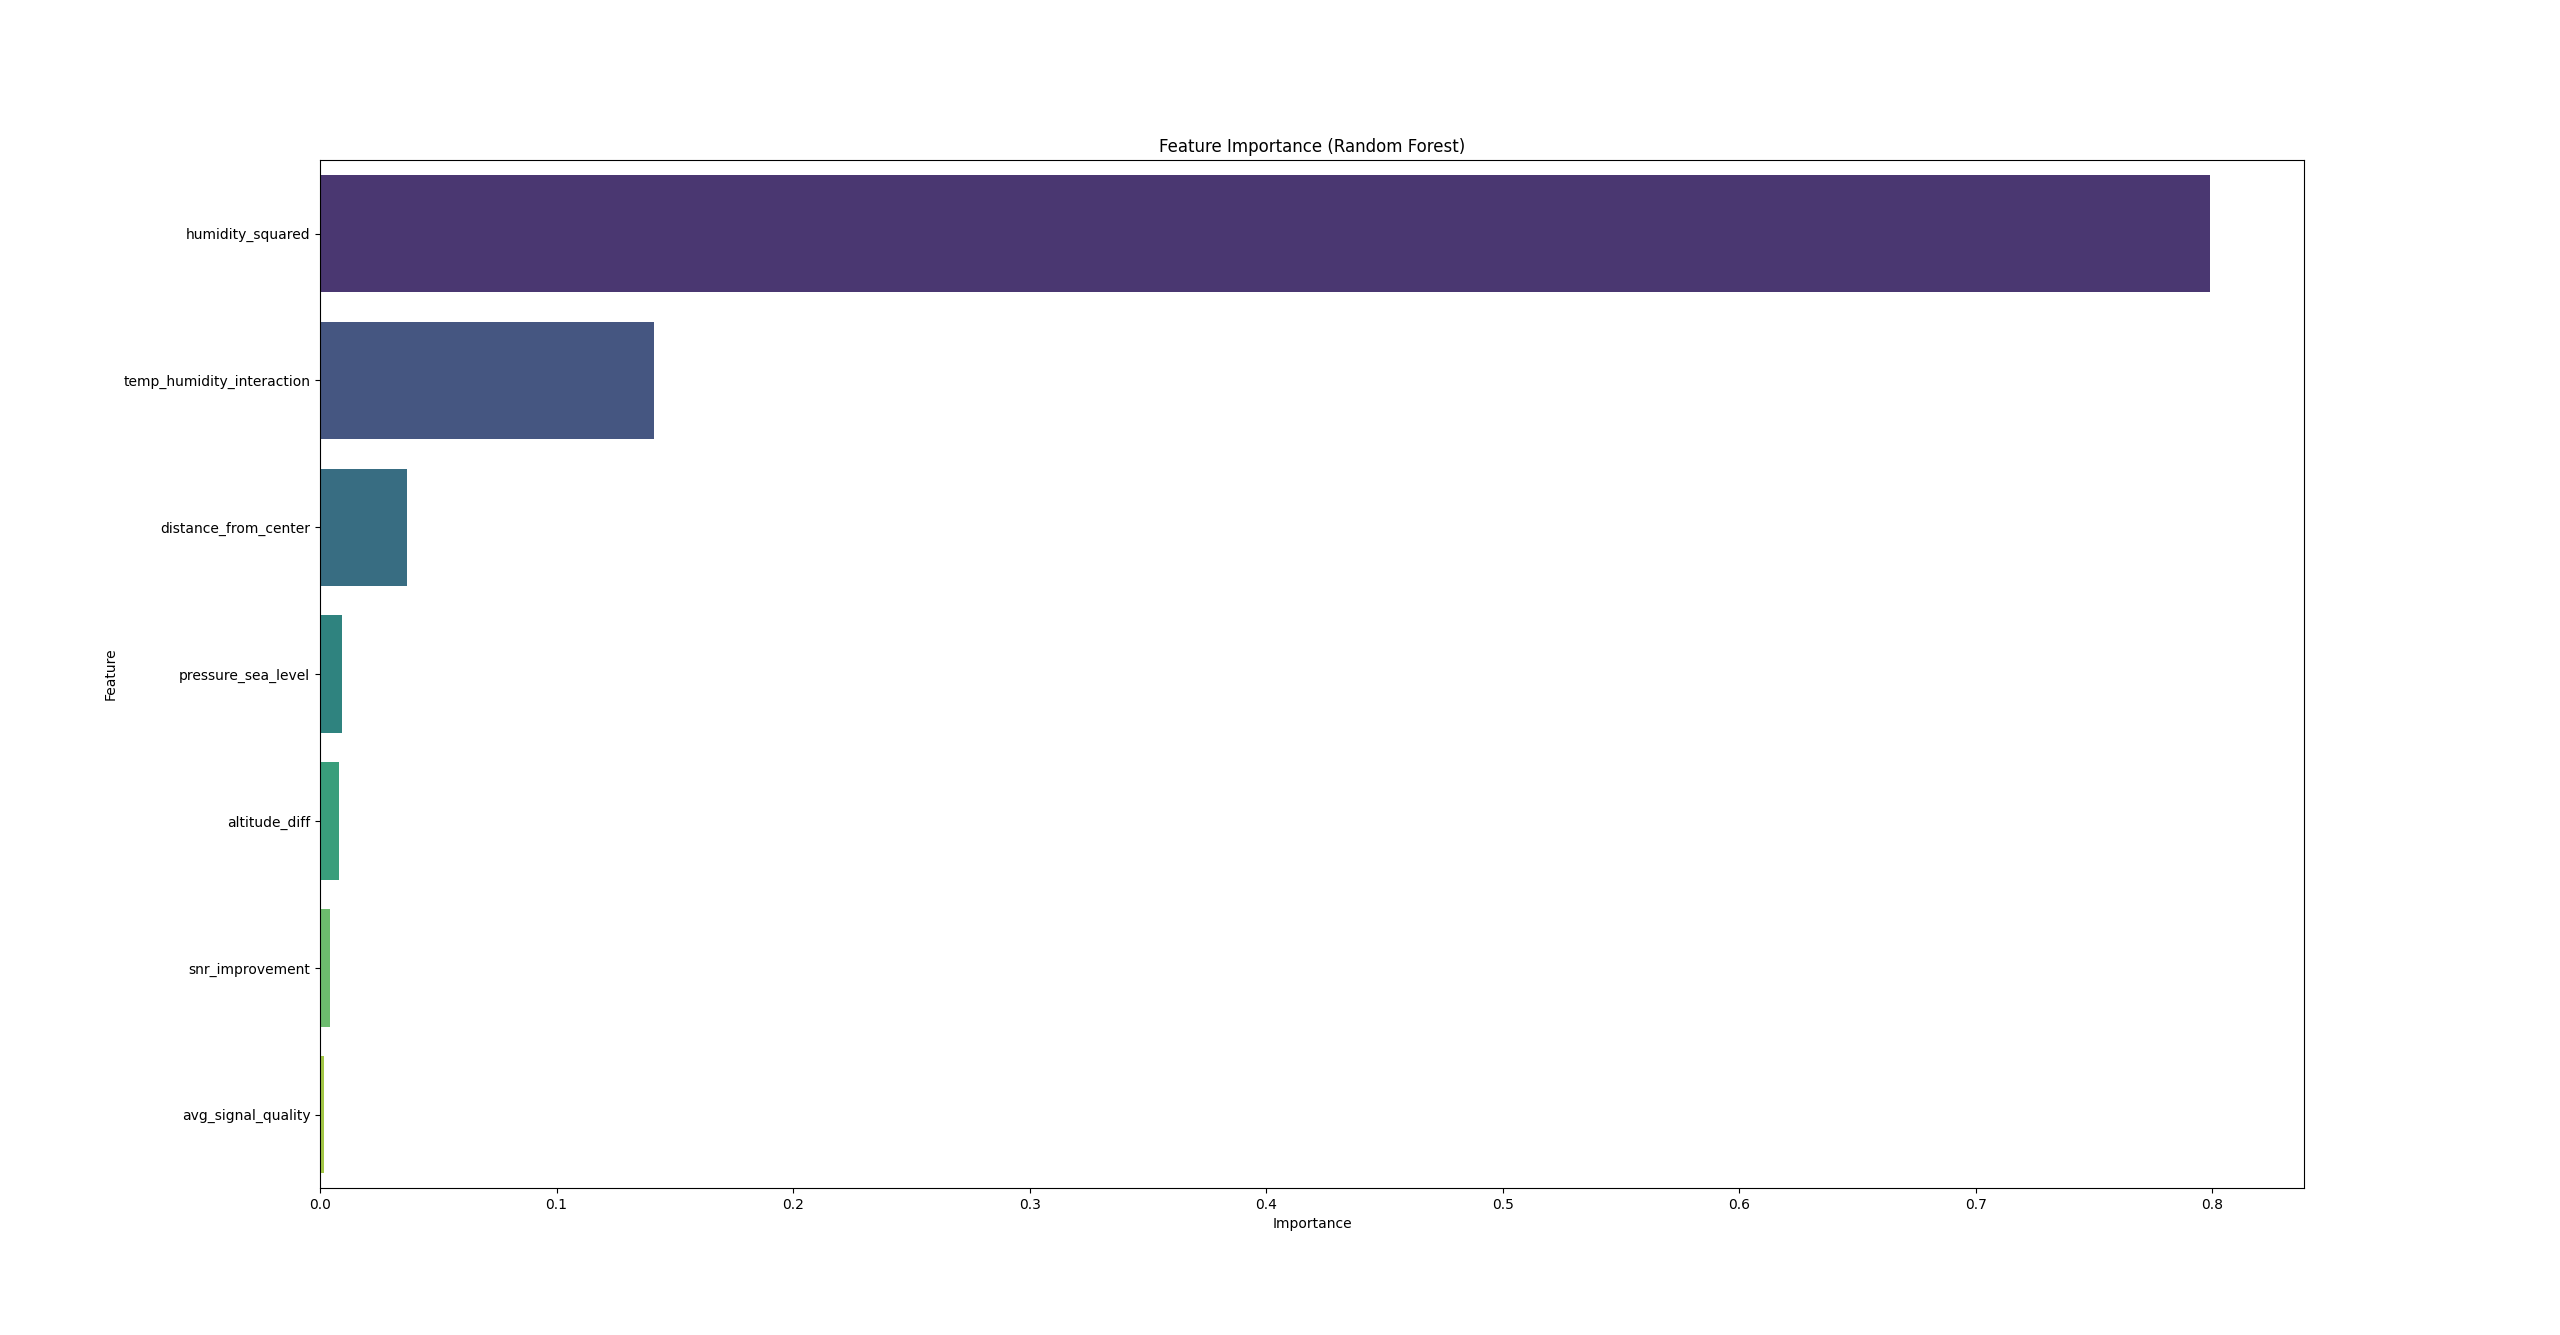 Feature Importance (Random Forest)
humidity_squared
temp_humidity_interaction
distance_from_center
pressure_sea_level
altitude_diff
snr_improvement
avg_signal_quality
Feature
0.0 0.1 0.2 0.3 0.4 0.5 0.6 0.7 0.8
Importance